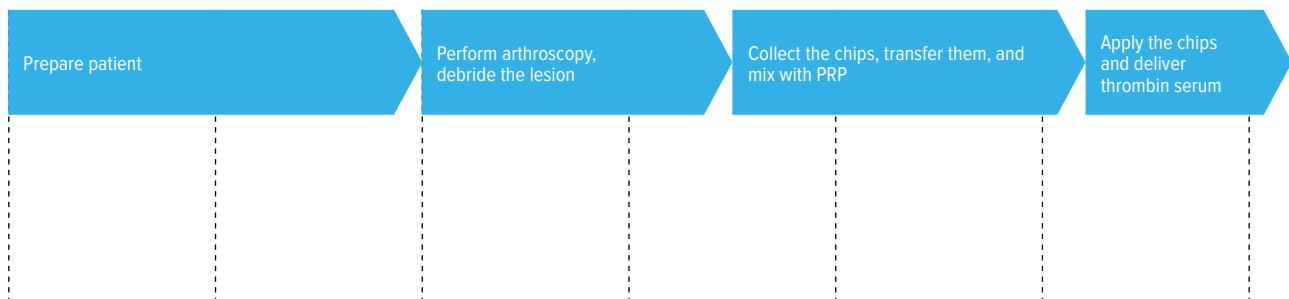 Prepare patient
Perform arthroscopy,
debride the lesion
Collect the chips, transfer them, and
mix with PRP
Apply the chips
and deliver
thrombin serum